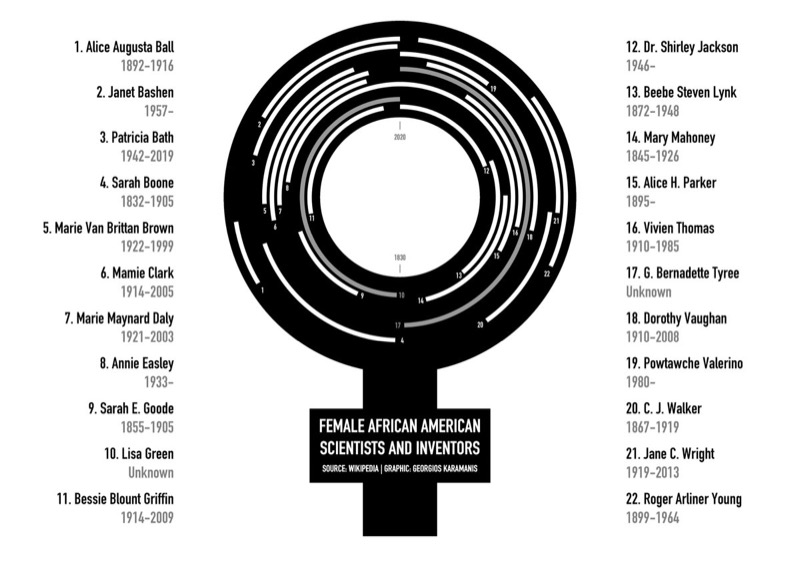 1. Alice Augusta Ball
1892-1916
2. Janet Bashen
1957-
3. Patricia Bath
1942-2019
4. Sarah Boone
1832-1905
5. Marie Van Brittan Brown
1922-1999
6. Mamie Clark
1914-2005
7. Marie Maynard Daly
1921-2003
8. Annie Easley
1933-
9. Sarah E. Goode
1855-1905
10. Lisa Green
Unknown
11. Bessie Blount Griffin
1914-2009
2020
1830
1
2
3
4
5
6
7
8
9
10
11
12
13
14
15
16
17
18
19
20
21
22
FEMALE AFRICAN AMERICAN
SCIENTISTS AND INVENTORS
SOURCE: WIKIPEDIA | GRAPHIC: GEORGIOS KARAMANIS
12. Dr. Shirley Jackson
1946-
13. Beebe Steven Lynk
1872-1948
14. Mary Mahoney
1845-1926
15. Alice H. Parker
1895-
16. Vivien Thomas
1910-1985
17. G. Bernadette Tyree
Unknown
18. Dorothy Vaughan
1910-2008
19. Powtawche Valerino
1980-
20. C. J. Walker
1867-1919
21. Jane C. Wright
1919-2013
22. Roger Arliner Young
1899-1964